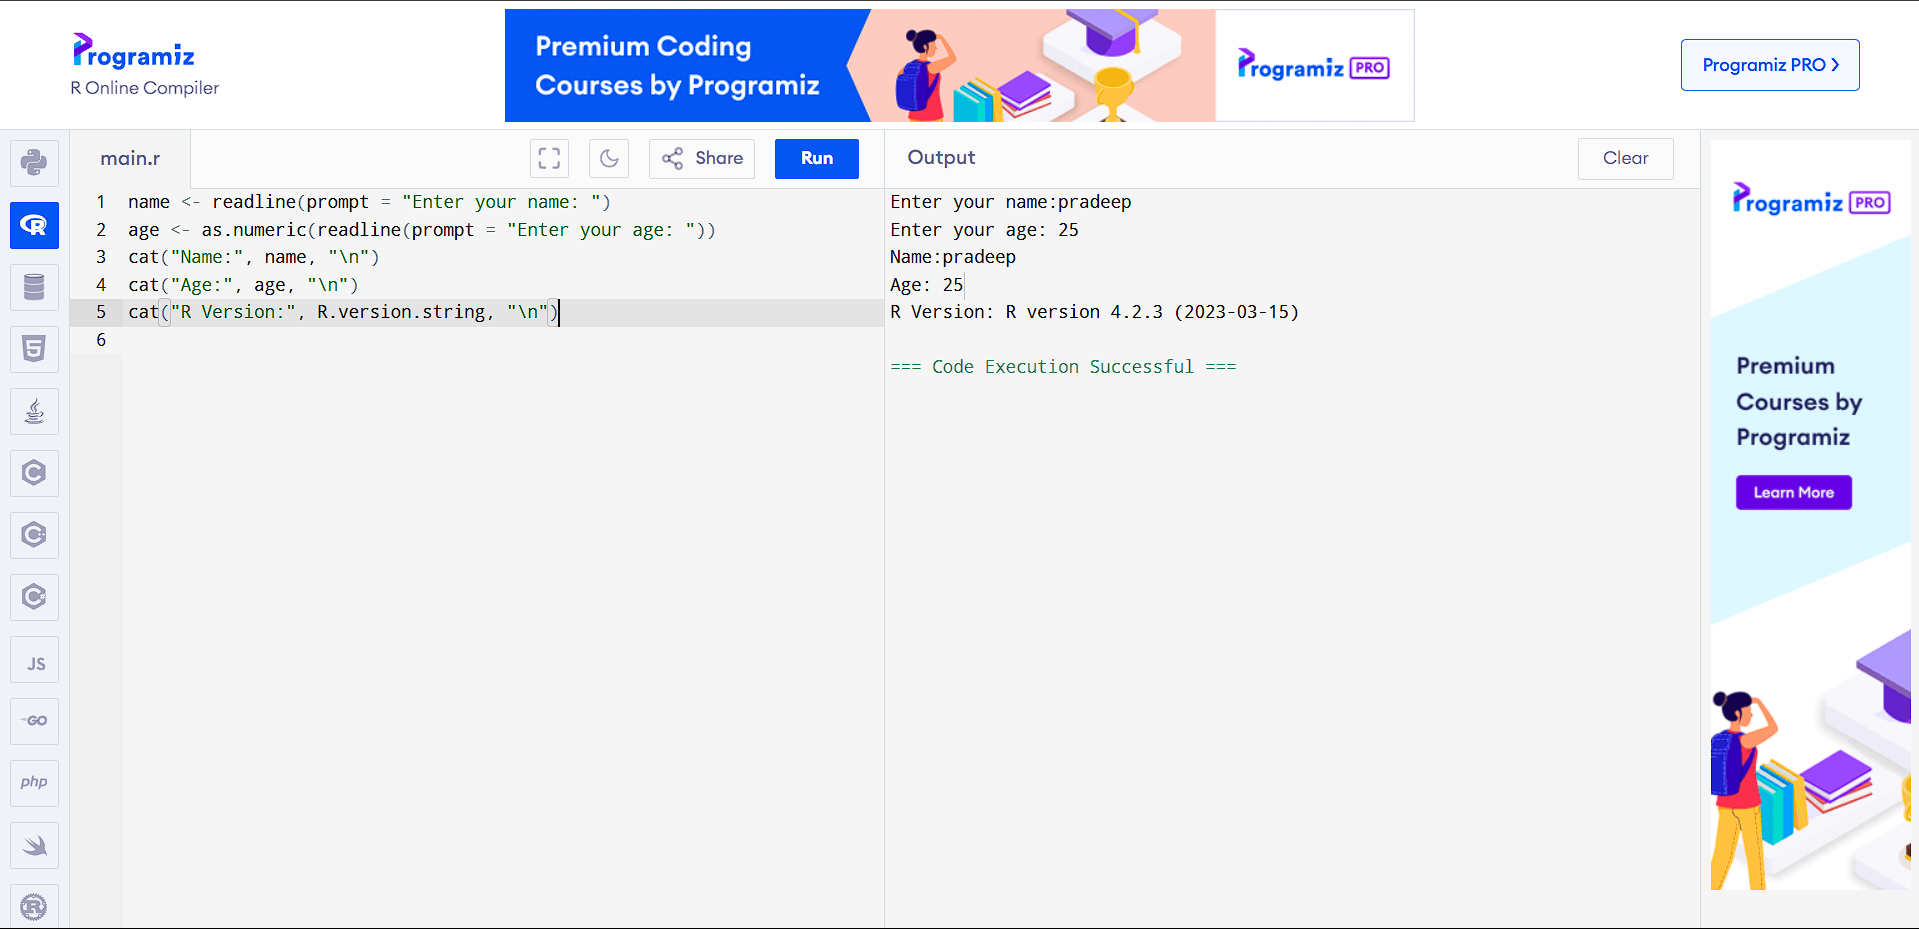 Programiz
R Online Compiler
Premium Coding
Courses by Programiz
Programiz PRO
Programiz PRO
main.r
Share
Run
Output
Clear
1 name <- readline(prompt = "Enter your name: ")
2 age <- as.numeric(readline(prompt = "Enter your age: "))
3 cat("Name:", name, "\n")
4 cat("Age:", age, "\n")
5 cat("R Version:", R.version.string, "\n")
6
Enter your name:pradeep
Enter your age: 25
Name:pradeep
Age: 25
R Version: R version 4.2.3 (2023-03-15)
=== Code Execution Successful ===
R
5
C
C
C
JS
GO
php
R
Programiz PRO
Premium
Courses by
Programiz
Learn More